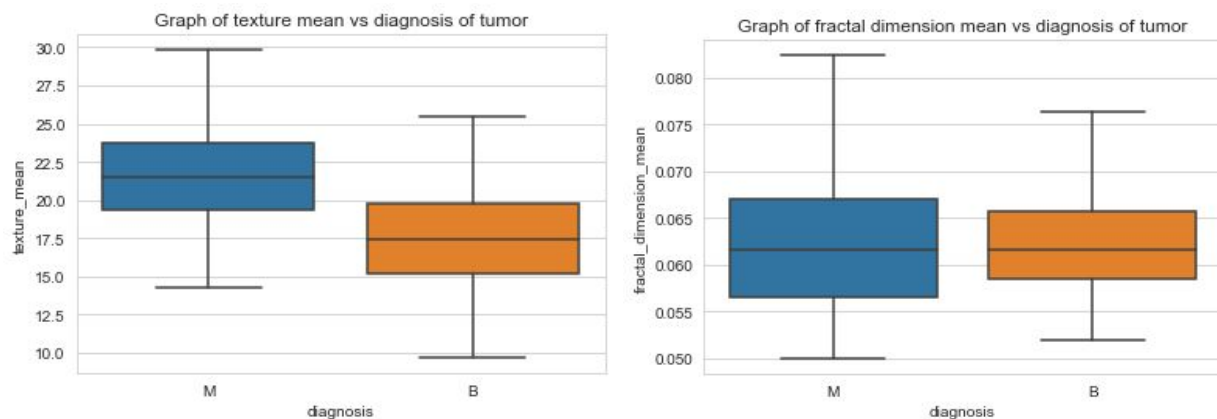 Graph of texture mean vs diagnosis of tumor
30.0
27.5
25.0
22.5
20.0
17.5
15.0
12.5
10.0
texture_mean
M
B
diagnosis
Graph of fractal dimension mean vs diagnosis of tumor
0.080
0.075
0.070
0.065
0.060
0.055
0.050
fractal_dimension_mean
M
B
diagnosis